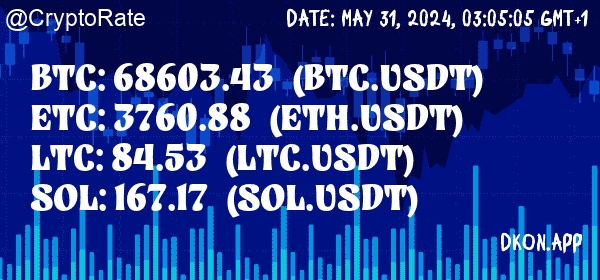 @CryptoRate
DATE: MAY 31, 2024, 03:05:05 GMT+1
BTC: 68603.43 (BTC.USDT)
ETC: 3760.88 (ETH.USDT)
LTC: 84.53 (LTC.USDT)
SOL: 167.17 (SOL.USDT)
DKON.APP